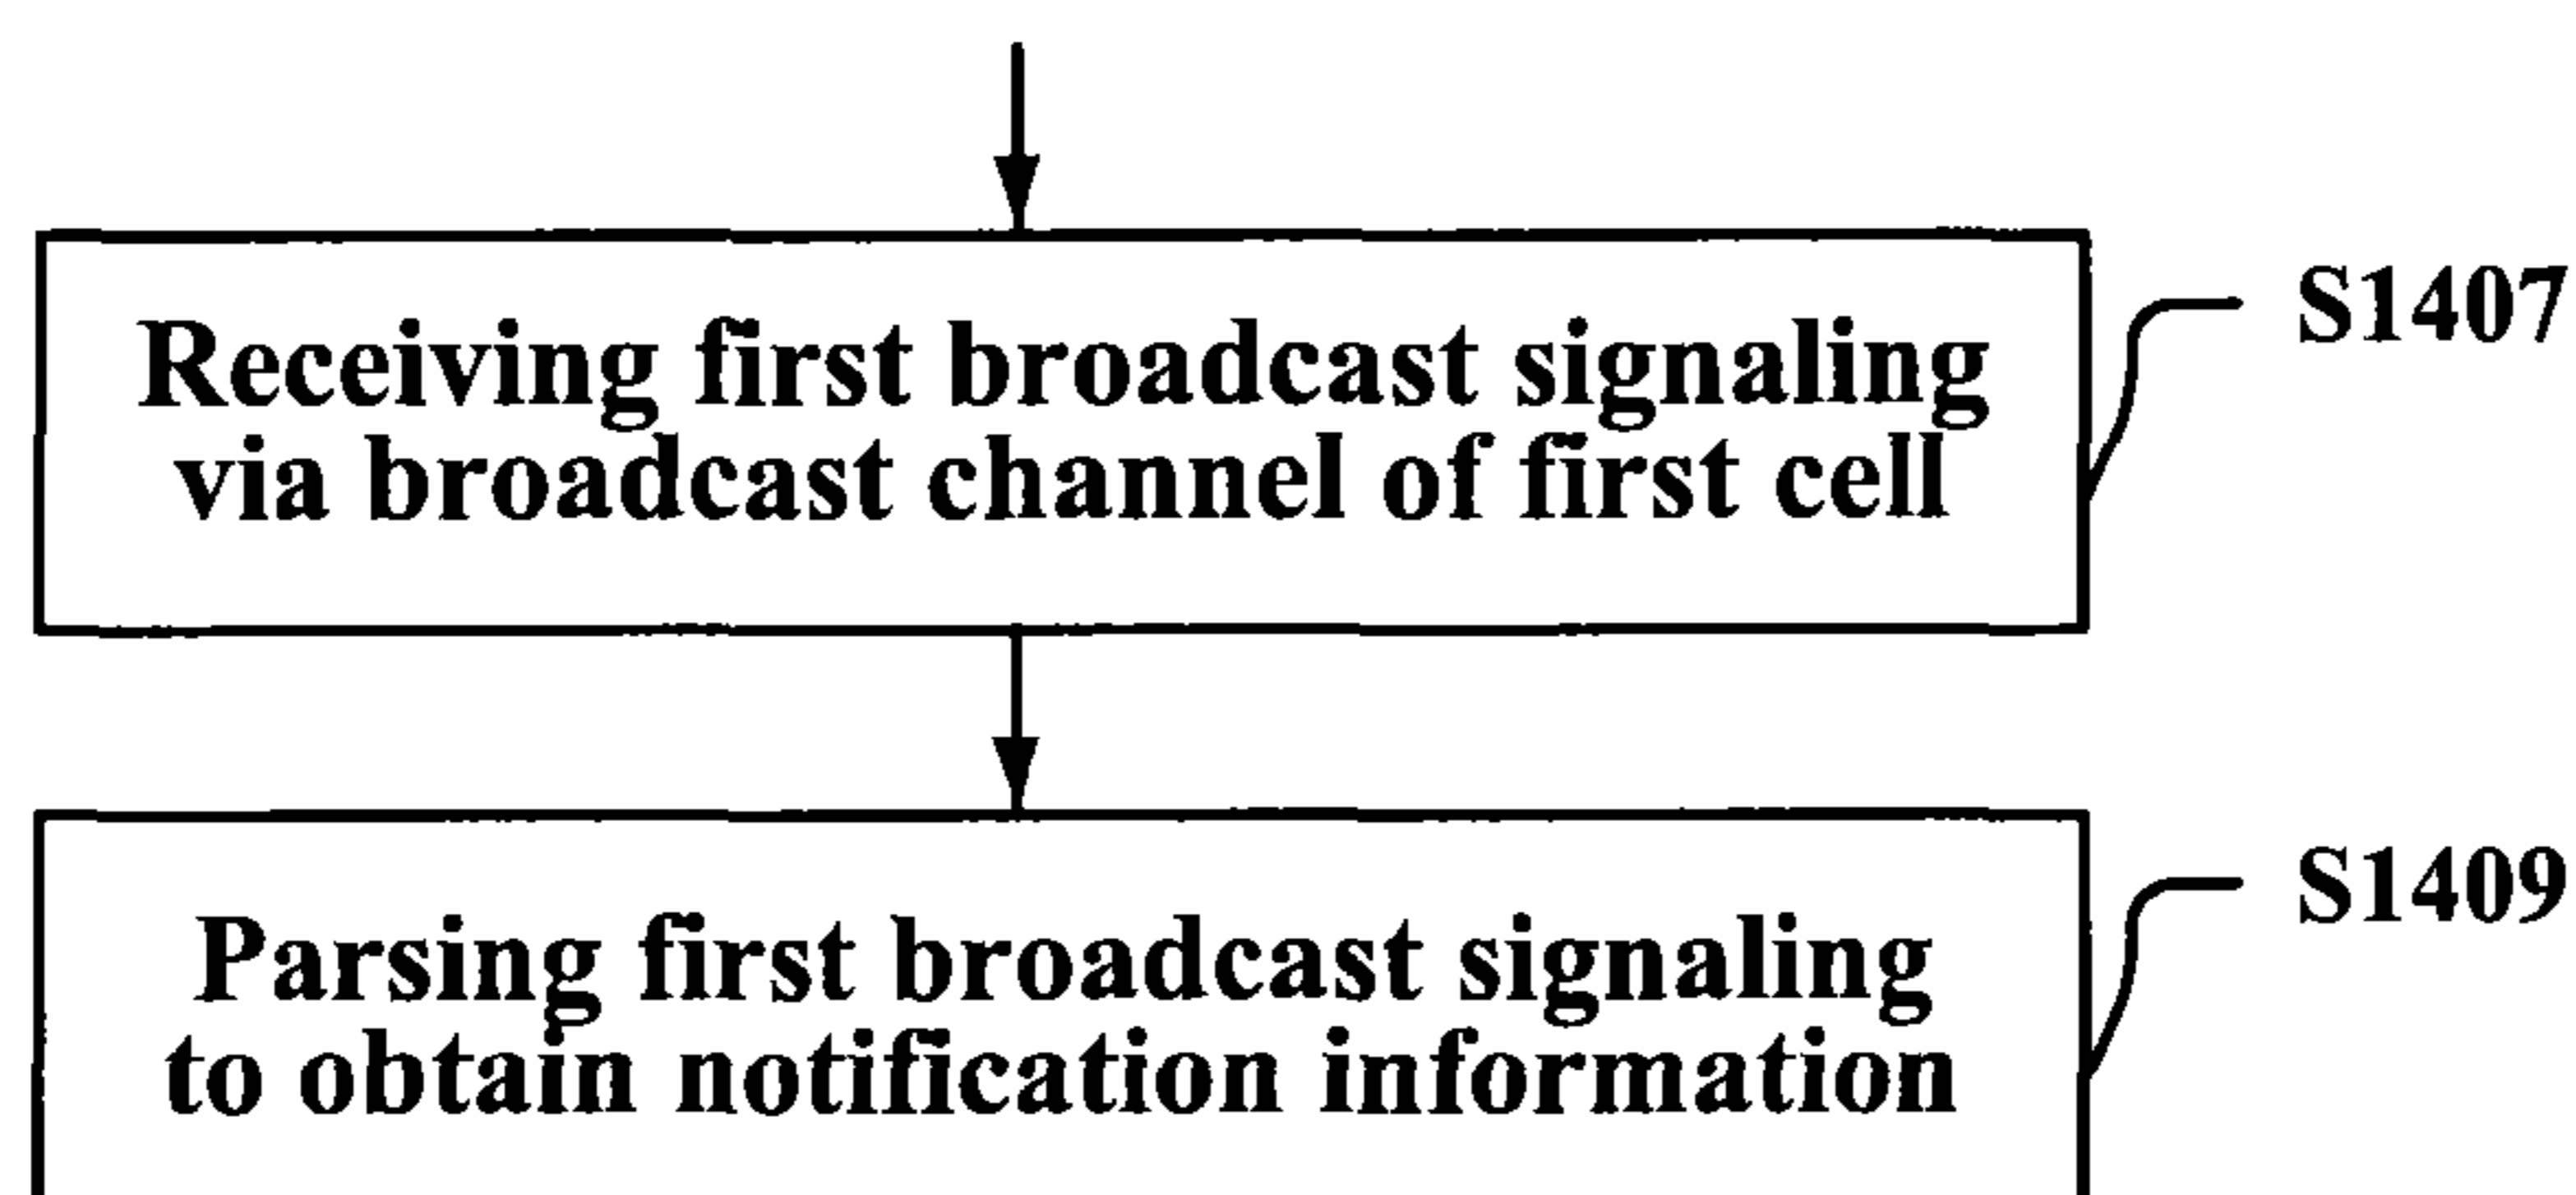 Receiving first broadcast signaling
via broadcast channel of first cell
S1407
Parsing first broadcast signaling
to obtain notification information
S1409